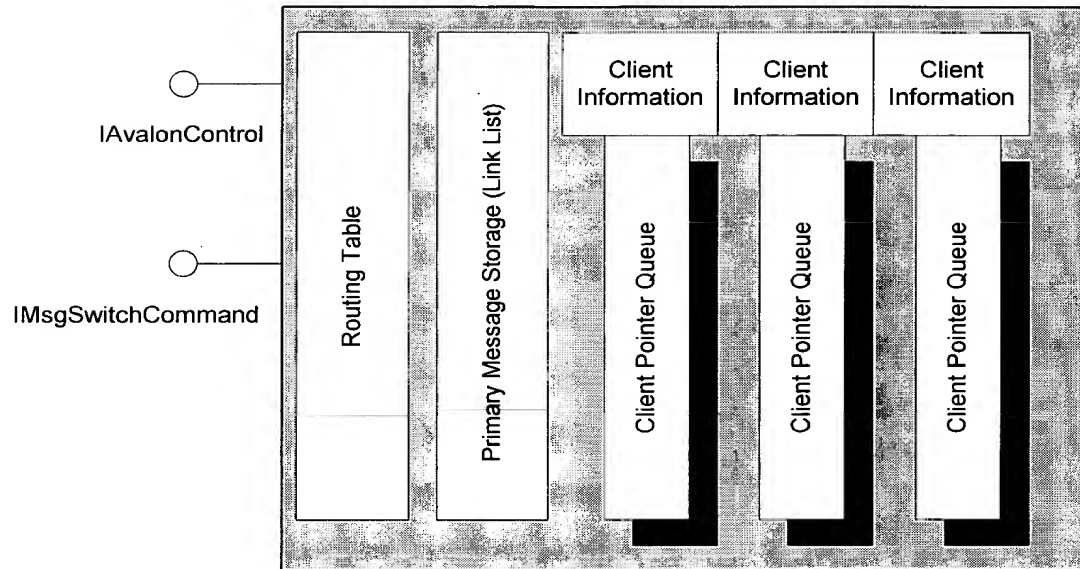 IAvalonControl
IMsgSwitchCommand
Routing Table
Primary Message Storage (Link List)
Client
Information
Client
Information
Client
Information
Client Pointer Queue
Client Pointer Queue
Client Pointer Queue